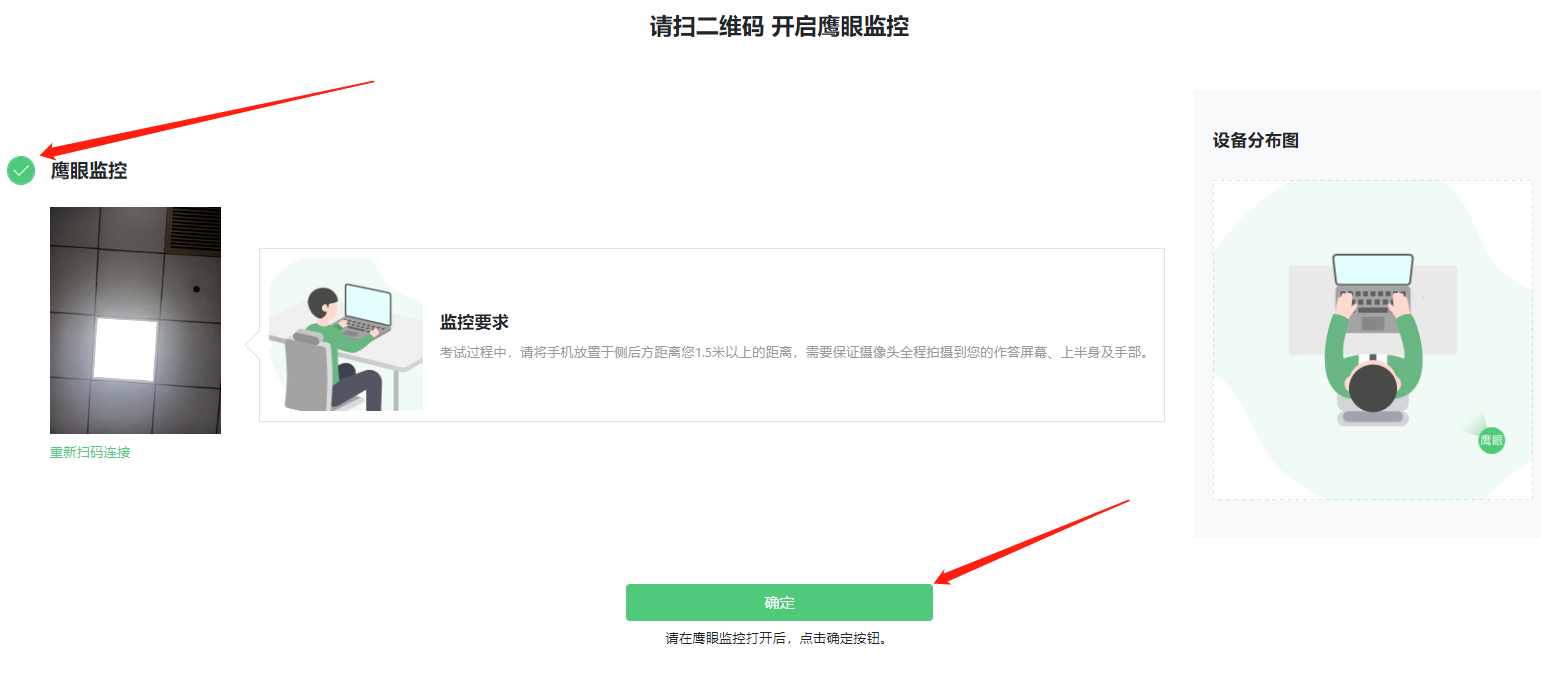 请扫二维码 开启鹰眼监控
鹰眼监控
重新扫码连接
监控要求
考试过程中，请将手机放置于侧后方距离您1.5米以上的距离，需要保证摄像头全程拍摄到您的作答屏幕、上半身及手部。
设备分布图
鹰眼
确定
请在鹰眼监控打开后，点击确定按钮。